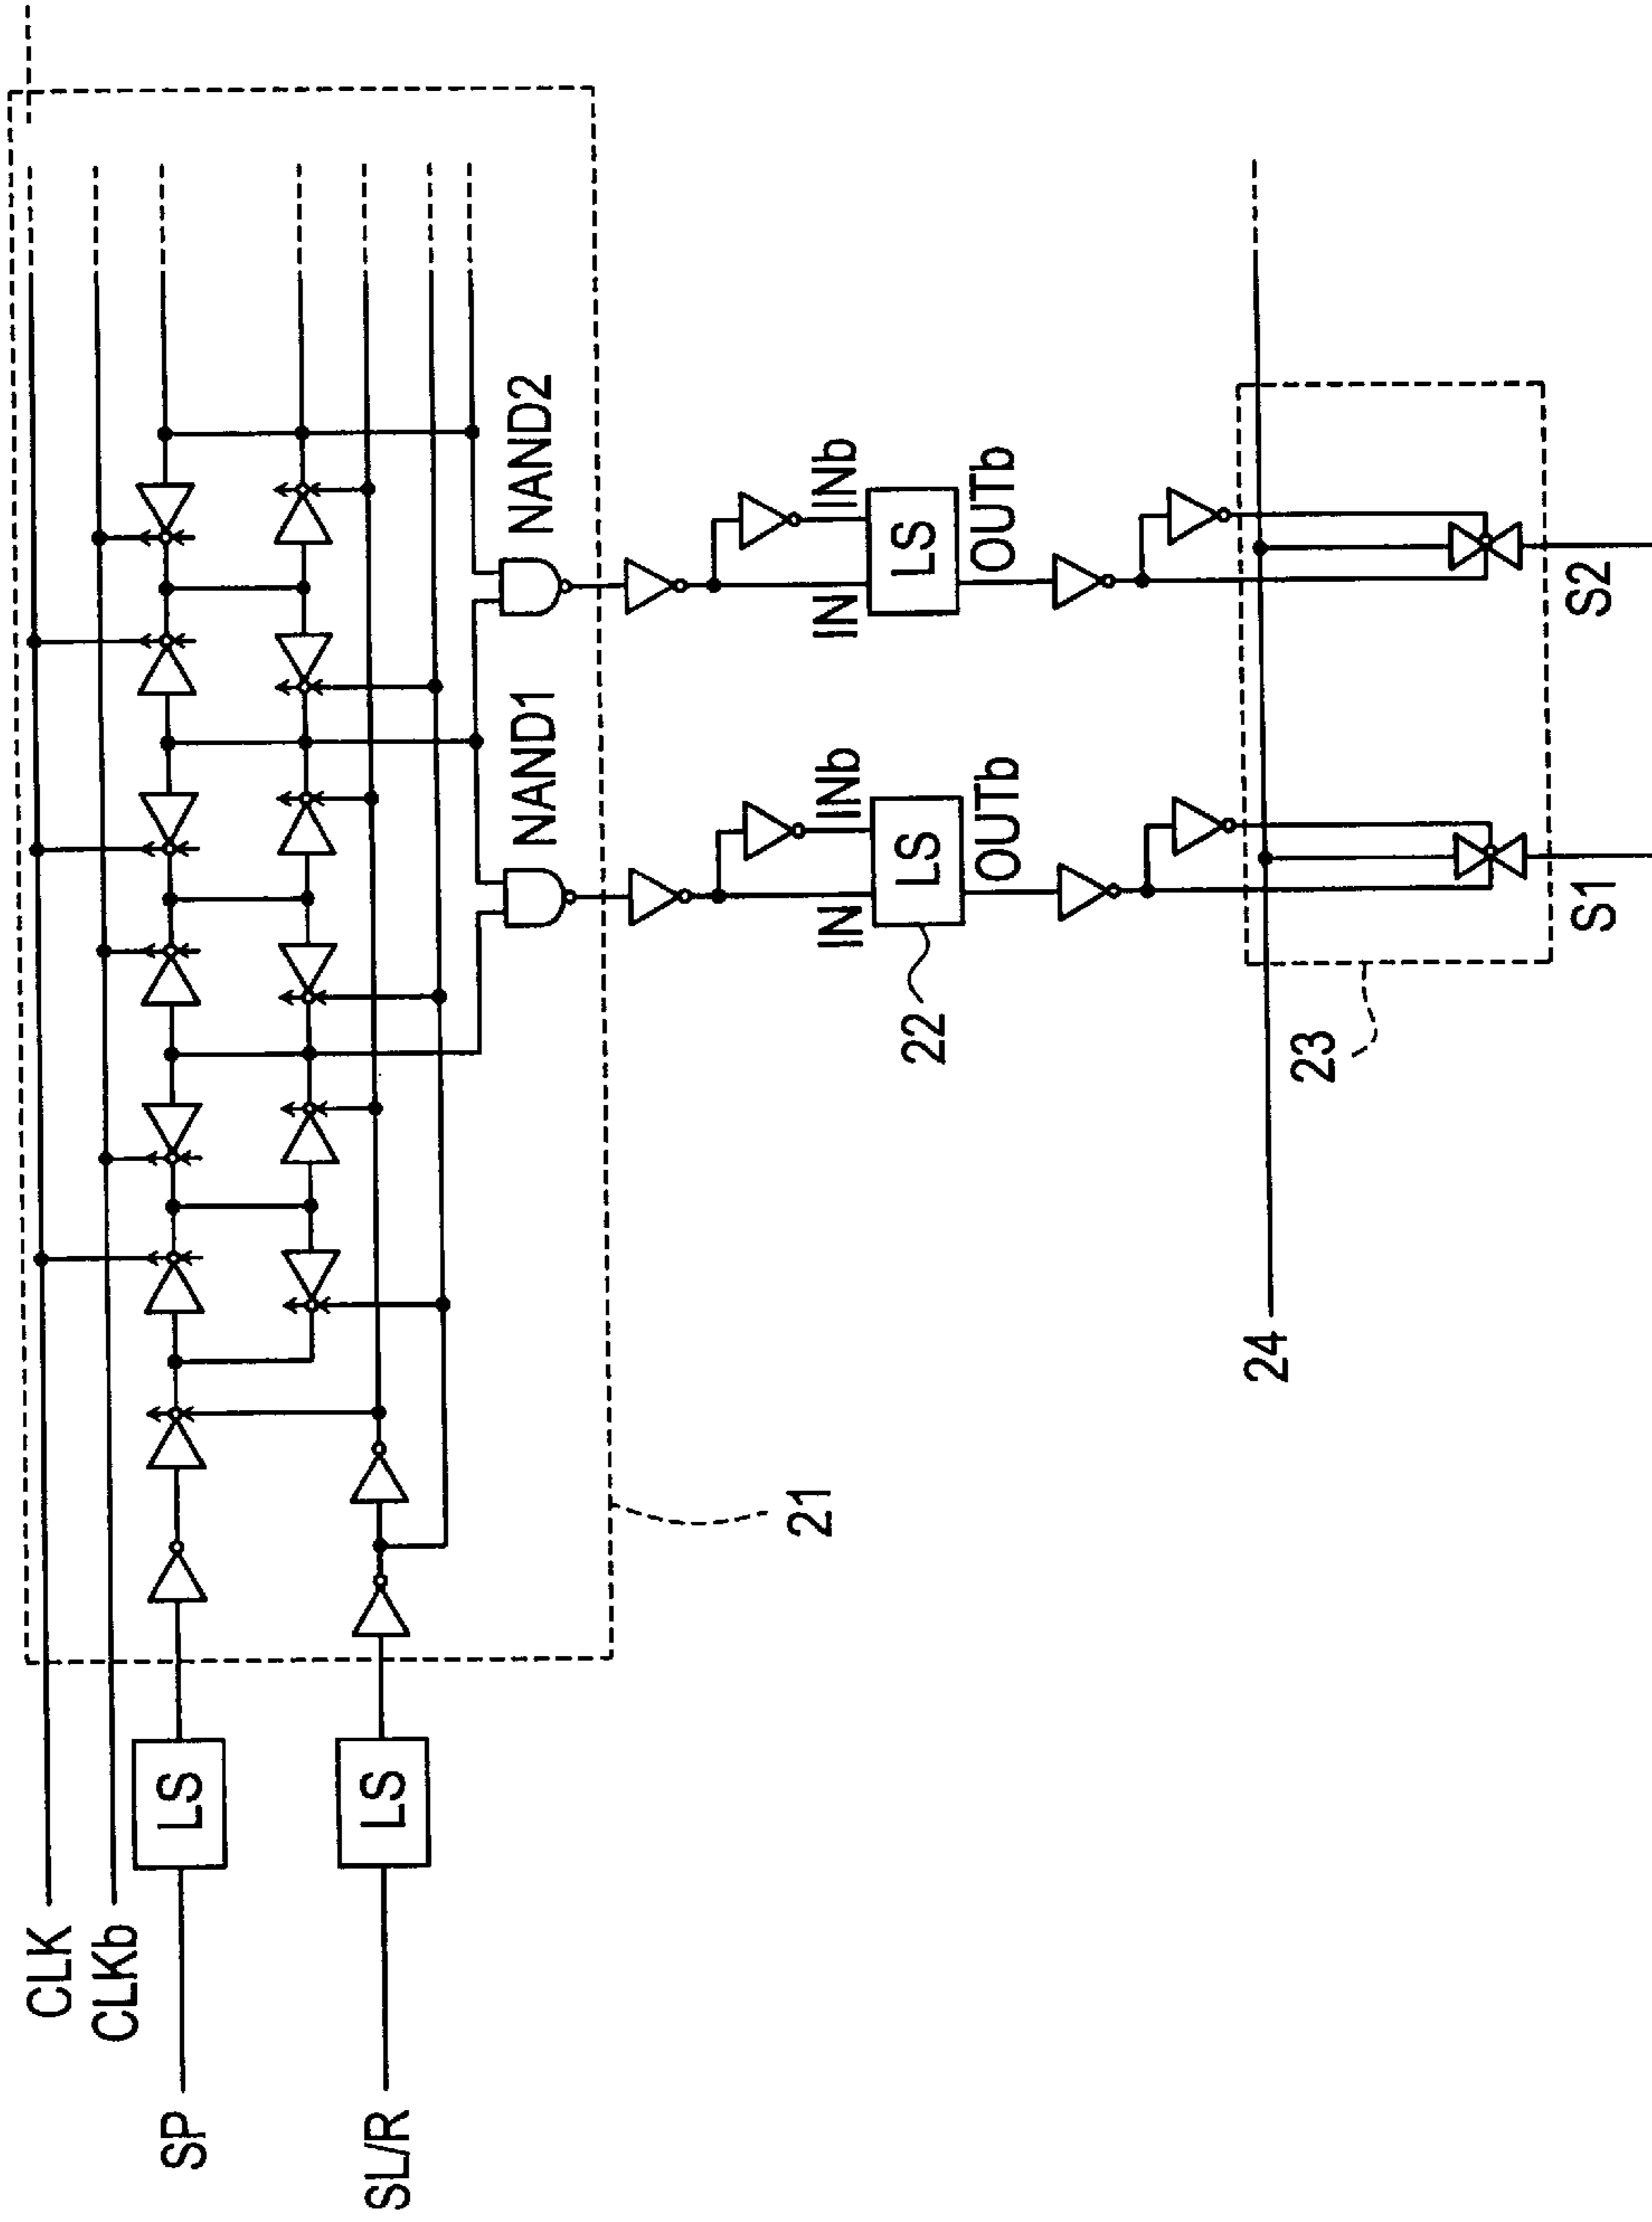 CLK
CLKb
SP
LS
SL/R
LS
21
NAND1
NAND2
IN
INb
IN
INb
22
LS
LS
OUTb
OUTb
23
24
S1
S2